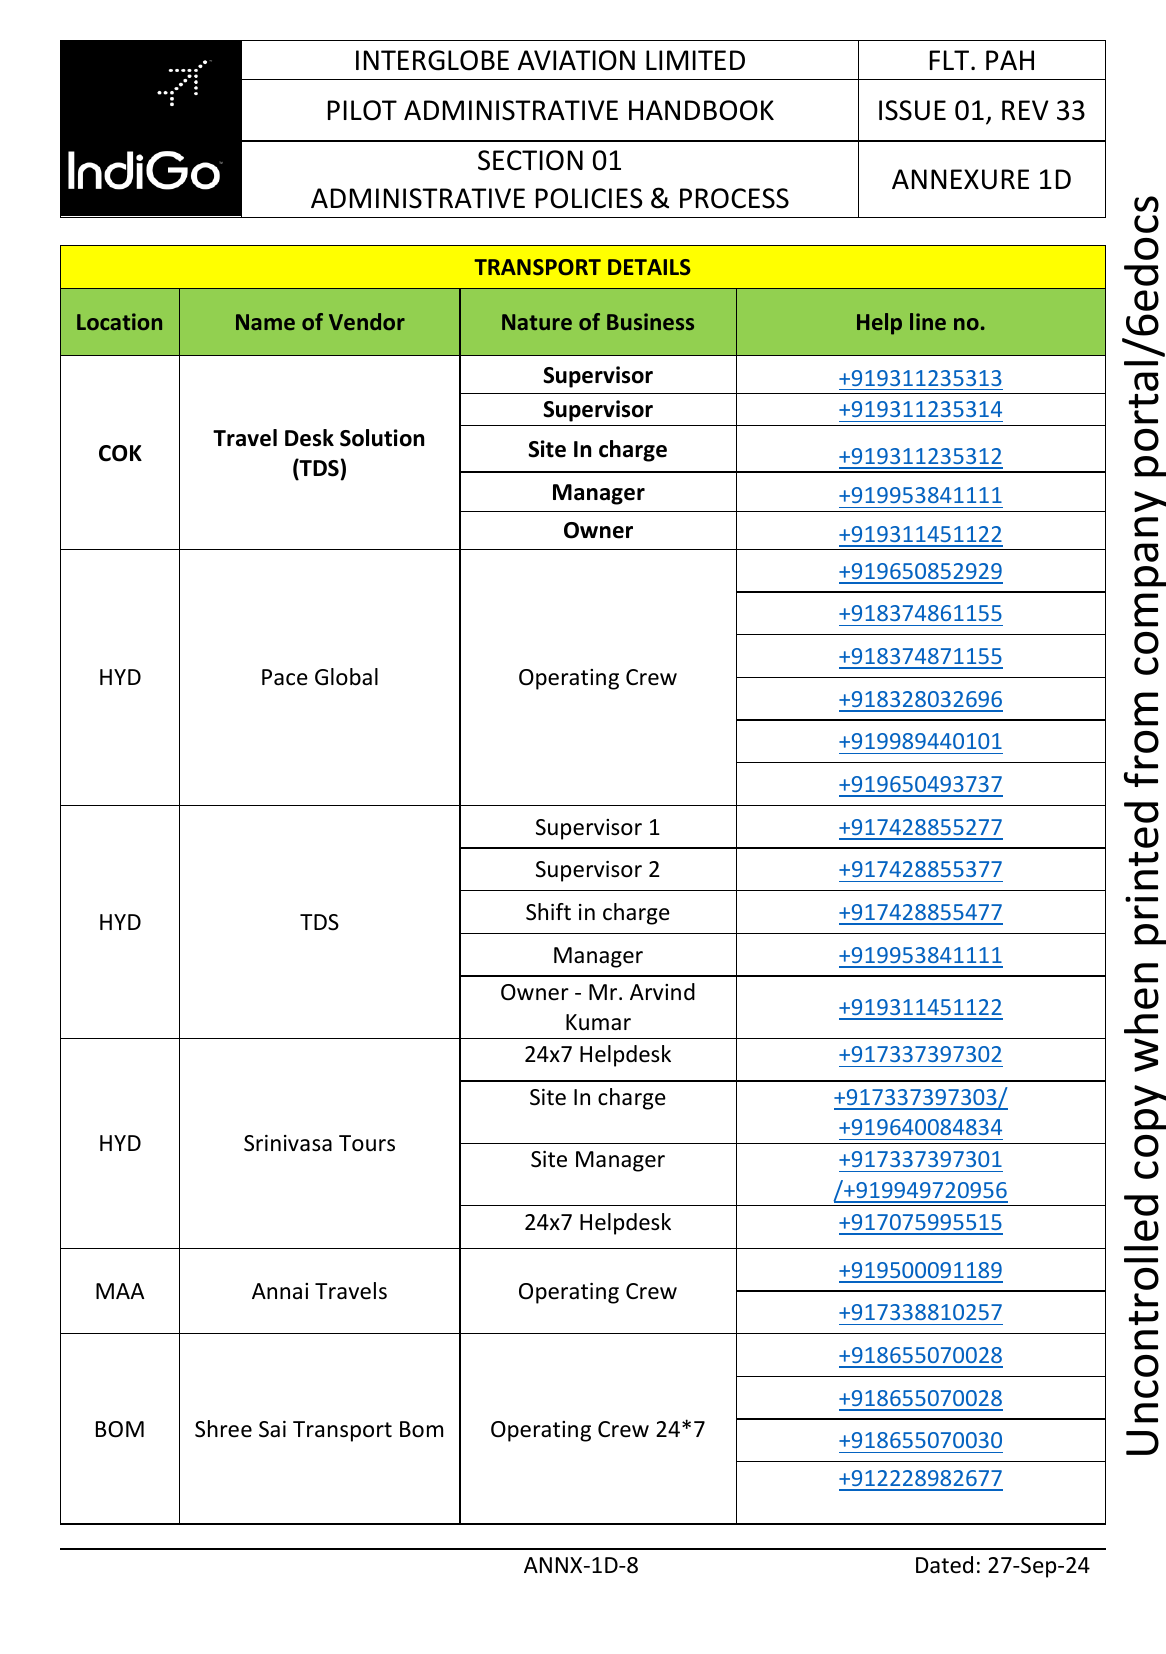 IndiGo
INTERGLOBE AVIATION LIMITED
FLT. PAH
PILOT ADMINISTRATIVE HANDBOOK
ISSUE 01, REV 33
SECTION 01
ADMINISTRATIVE POLICIES & PROCESS
ANNEXURE 1D
TRANSPORT DETAILS
Location
Name of Vendor
Nature of Business
Help line no.
COK
Travel Desk Solution
(TDS)
Supervisor
+919311235313
Supervisor
+919311235314
Site In charge
+919311235312
Manager
+919953841111
Owner
+919311451122
HYD
Pace Global
Operating Crew
+919650852929
+918374861155
+918374871155
+918328032696
+919989440101
+919650493737
HYD
TDS
Supervisor 1
+917428855277
Supervisor 2
+917428855377
Shift in charge
+917428855477
Manager
+919953841111
Owner - Mr. Arvind
Kumar
+919311451122
HYD
Srinivasa Tours
24x7 Helpdesk
+917337397302
Site In charge
+917337397303/
+919640084834
Site Manager
+917337397301
/+919949720956
24x7 Helpdesk
+917075995515
MAA
Annai Travels
Operating Crew
+919500091189
+917338810257
BOM
Shree Sai Transport Bom
Operating Crew 24*7
+918655070028
+918655070028
+918655070030
+912228982677
ANNX-1D-8
Dated: 27-Sep-24
Uncontrolled copy when printed from company portal/6edocs